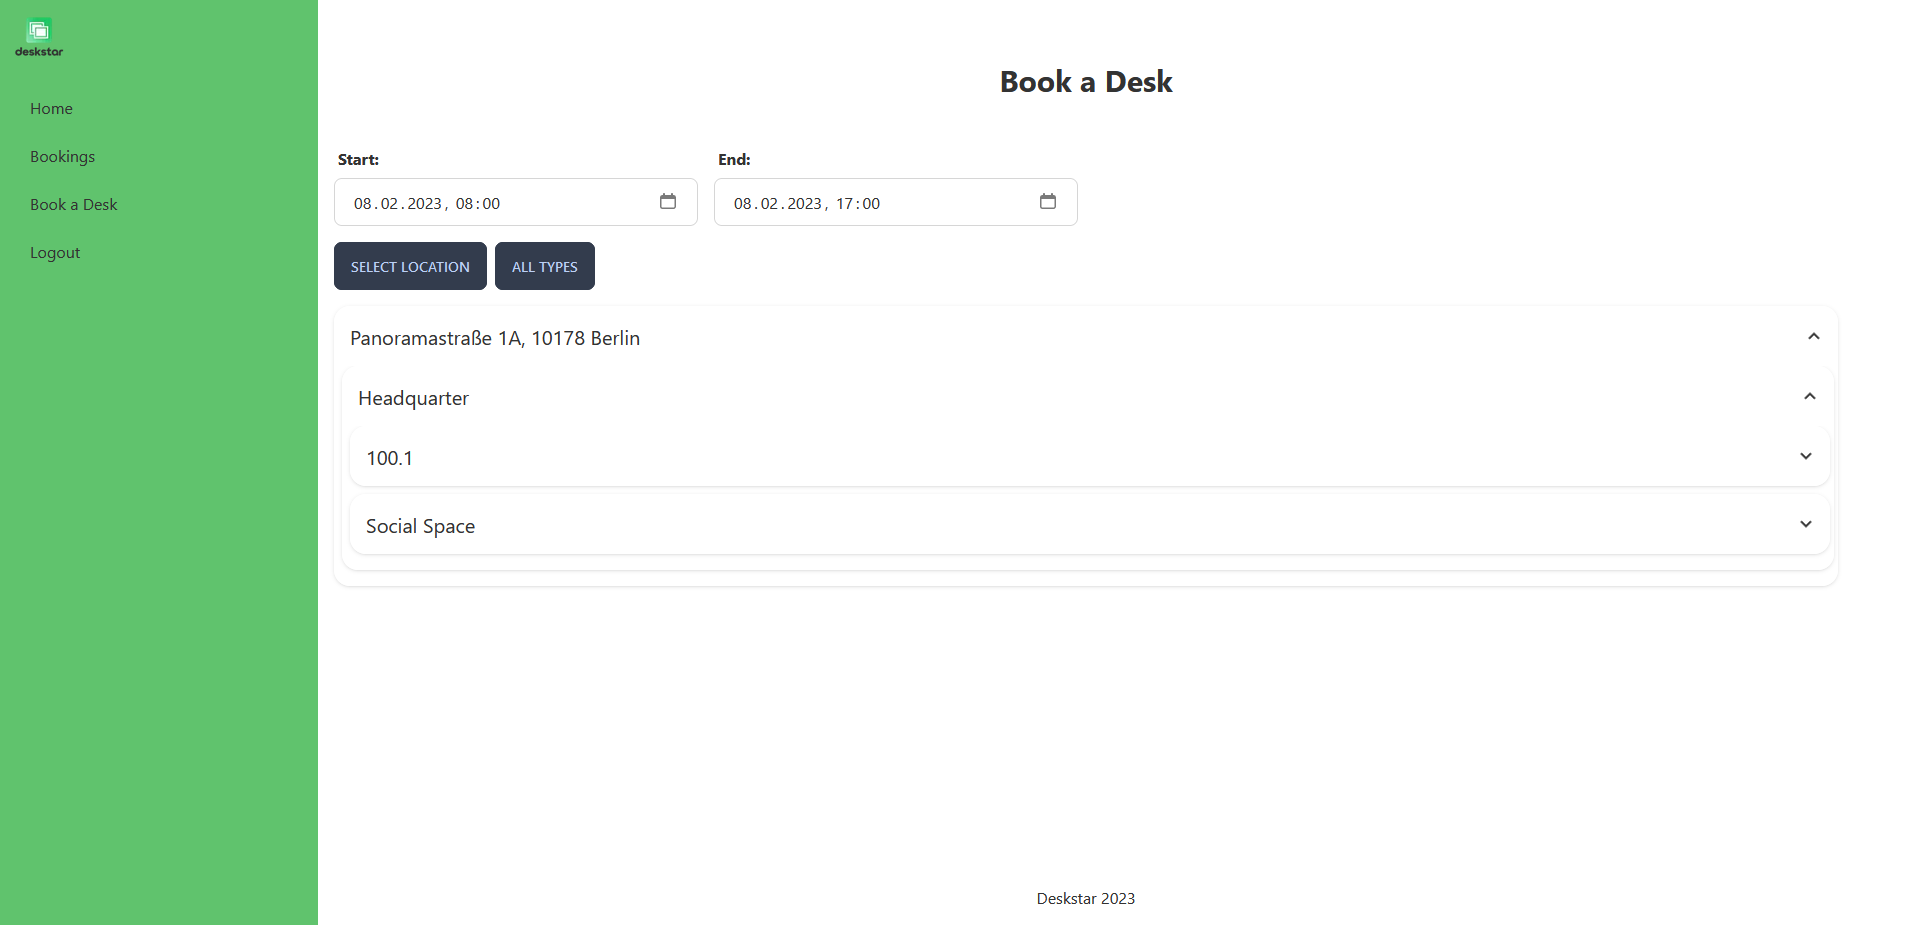 deskstar
Home
Bookings
Book a Desk
Logout
Book a Desk
Start: End:
08.02.2023, 08:00 08.02.2023, 17:00
SELECT LOCATION ALL TYPES
Panoramastraße 1A, 10178 Berlin
Headquarter
100.1
Social Space
Deskstar 2023